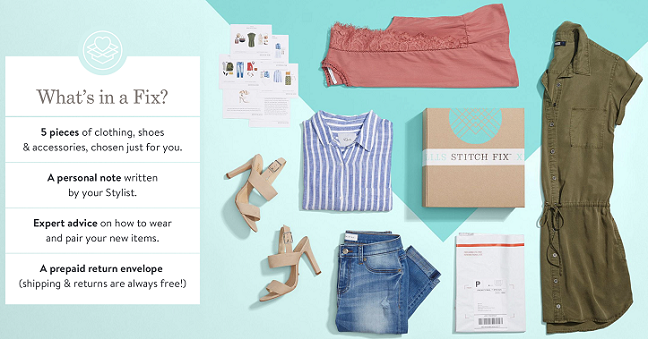 What's in a Fix?
5 pieces of clothing, shoes
& accessories, chosen just for you.
A personal note written
by your Stylist.
Expert advice on how to wear
and pair your new items.
A prepaid return envelope
(shipping & returns are always free!)
STITCH FIX
P